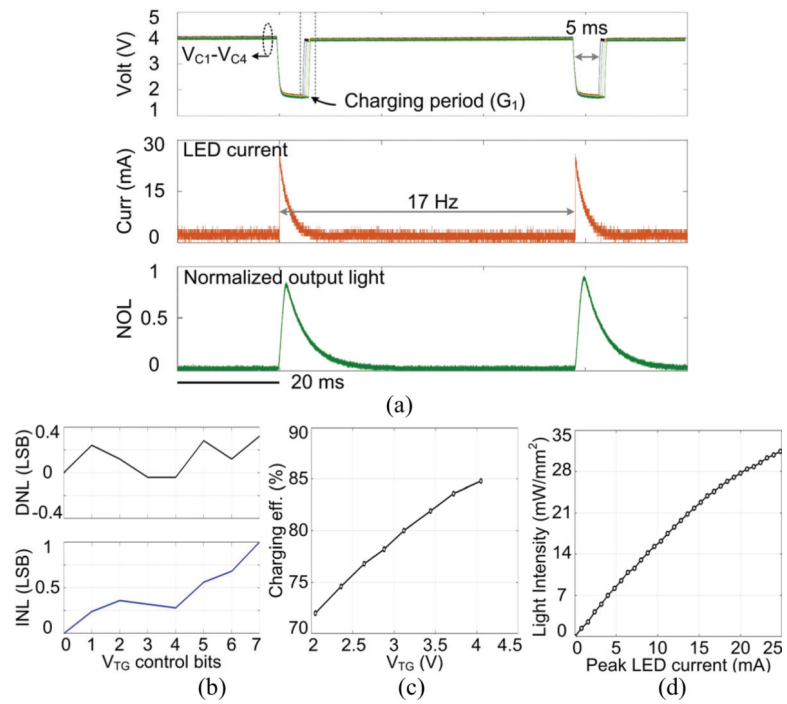 5
4
3
2
1
Volt (V)
V_C1-V_C4
Charging period (G₁)
5 ms
30
15
0
Curr (mA)
LED current
17 Hz
1
0.5
0
NOL
Normalized output light
20 ms
(a)
0.4
0
-0.4
DNL (LSB)
1
0.5
0
INL (LSB)
0 1 2 3 4 5 6 7
V_TG control bits
(b)
90
85
80
75
70
Charging eff. (%)
2 2.5 3 3.5 4 4.5
V_TG (V)
(c)
35
28
21
14
7
0
Light Intensity (mW/mm²)
0 5 10 15 20 25
Peak LED current (mA)
(d)